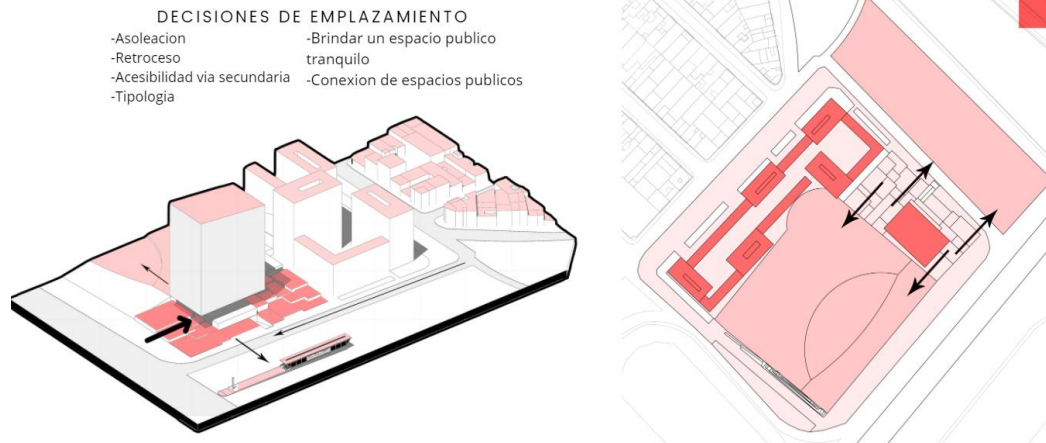 DECISIONES DE EMPLAZAMIENTO
-Asoleacion
-Retroceso
-Acesibilidad via secundaria
-Tipologia
-Brindar un espacio publico
tranquilo
-Conexion de espacios publicos